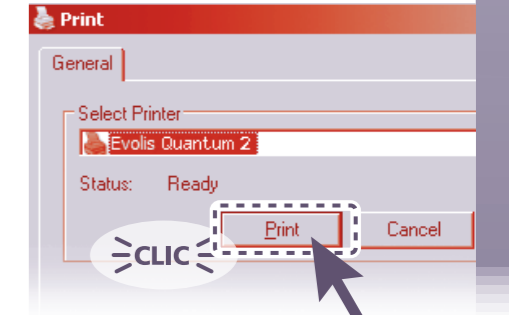 Print
General
Select Printer
Evolis Quantum 2
Status: Ready
Print Cancel
CLIC